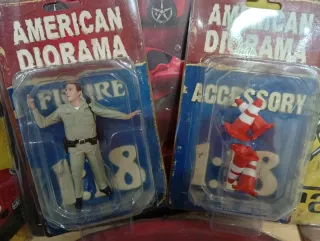 AMERICAN
DIORAMA
FIGURE
1:18
AMERICAN
DIORAMA
ACCESSORY
1:18